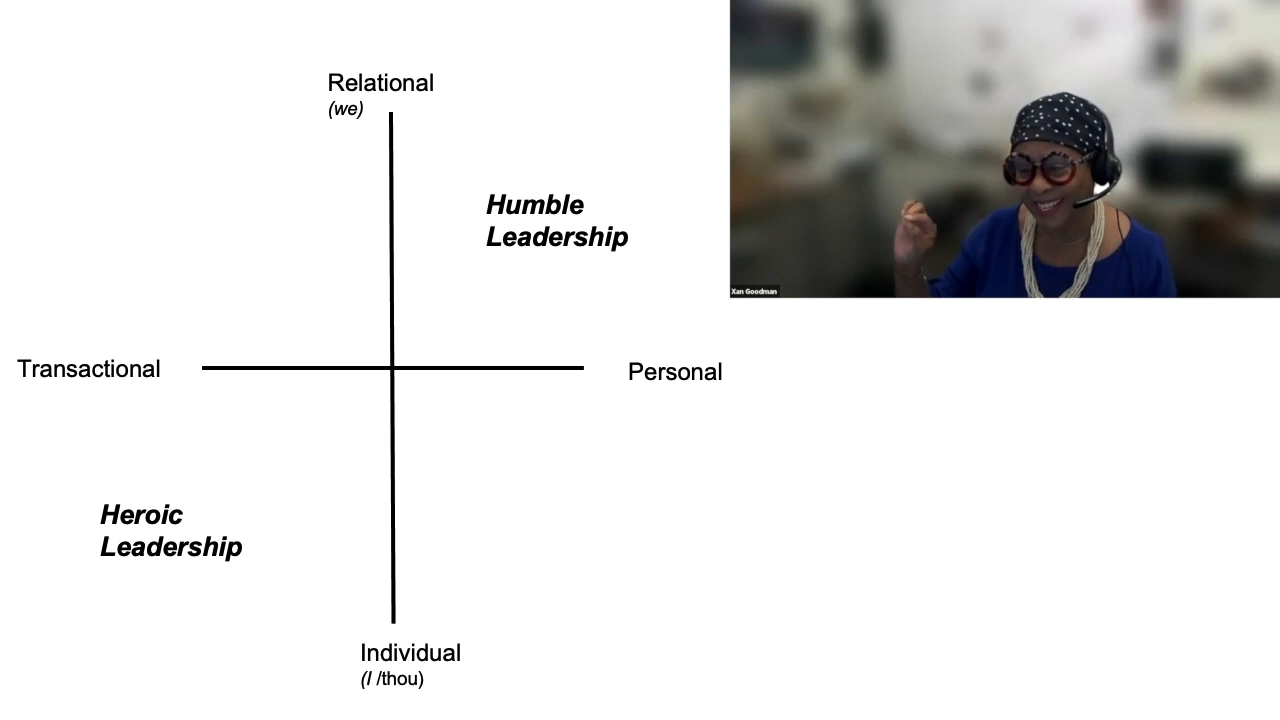 Relational
(we)
Humble
Leadership
Xan Goodman
Transactional
Personal
Heroic
Leadership
Individual
(I /thou)